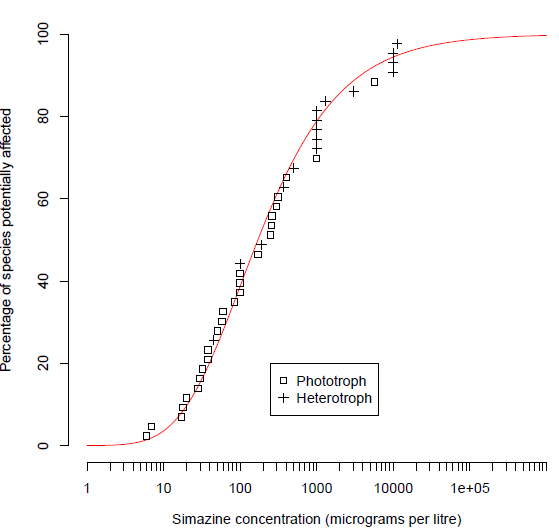 Percentage of species potentially affected
100
80
60
40
20
0
Phototroph
Heterotroph
1 10 100 1000 10000 1e+05
Simazine concentration (micrograms per litre)